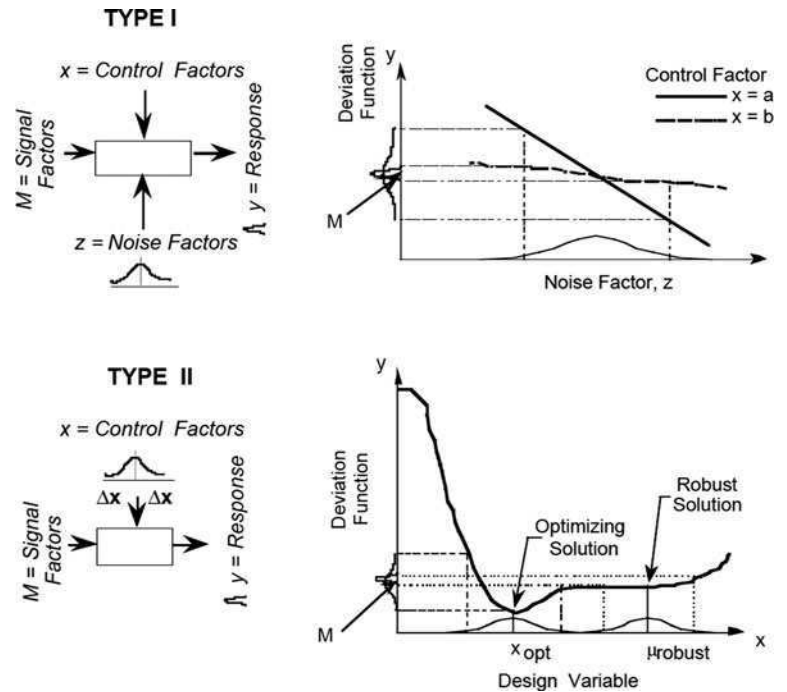 TYPE I
x = Control Factors
M = Signal
Factors
y = Response
z = Noise Factors
y
Deviation
Function
Control Factor
x = a
x = b
M
Noise Factor, z
TYPE II
x = Control Factors
Δx Δx
M = Signal
Factors
y = Response
y
Deviation
Function
Robust
Solution
Optimizing
Solution
M
x opt
μrobust
x
Design Variable